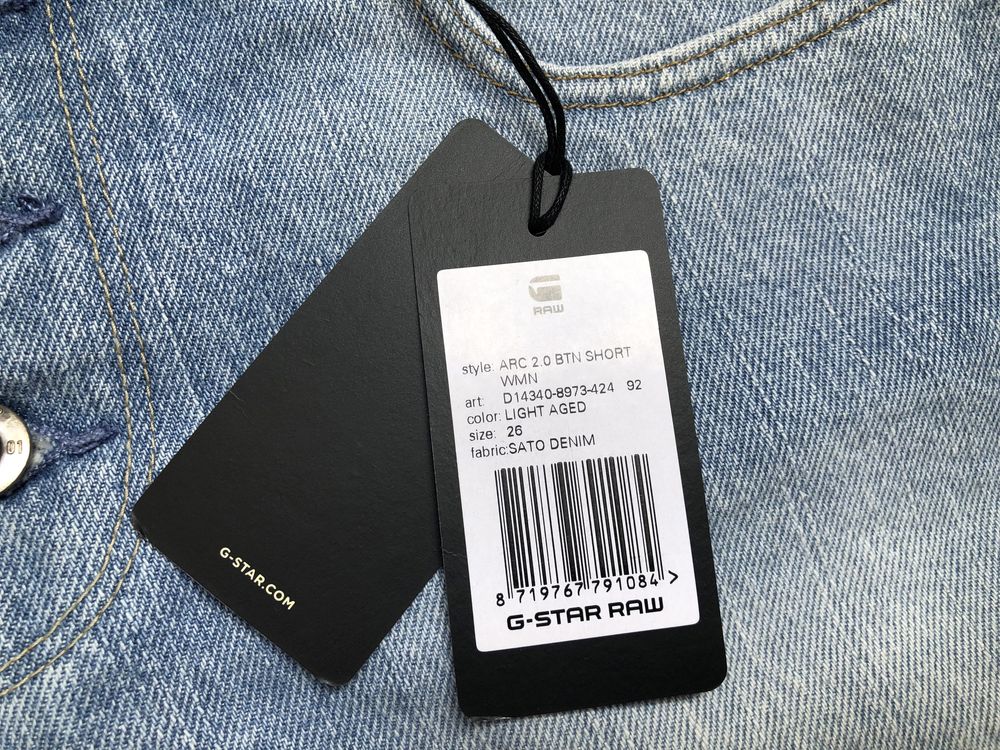 RAW
style: ARC 2.0 BTN SHORT
WMN
art: D14340-8973-424 92
color: LIGHT AGED
size: 26
fabric:SATO DENIM
8 719767 791084 >
G-STAR RAW
G-STAR.COM
01